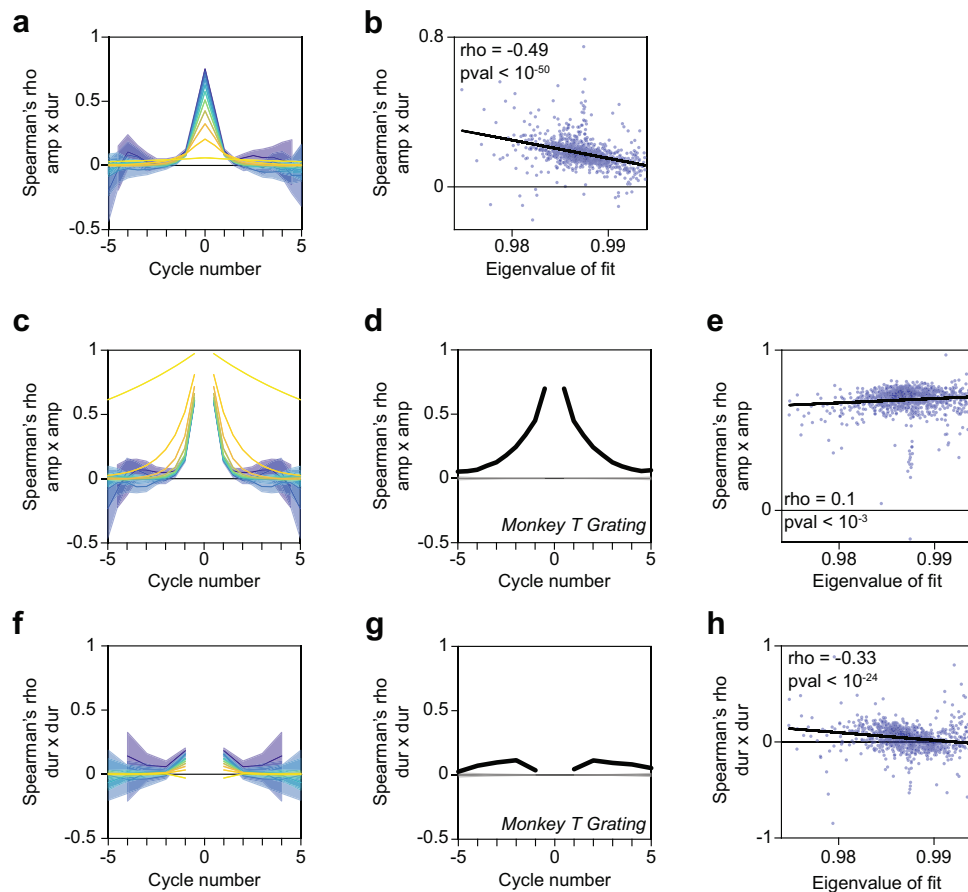 a
1
0.5
0
-0.5
-5
0
5
Spearman's rho
amp x dur
Cycle number
b
0.8
0
rho = -0.49
pval < 10-50
0.98
0.99
Spearman's rho
amp x dur
Eigenvalue of fit
c
1
0.5
0
-0.5
-5
0
5
Spearman's rho
amp x amp
Cycle number
d
1
0.5
0
-0.5
-5
0
5
Spearman's rho
amp x amp
Monkey T Grating
Cycle number
e
1
0
rho = 0.1
pval < 10-3
0.98
0.99
Spearman's rho
amp x amp
Eigenvalue of fit
f
1
0.5
0
-0.5
-5
0
5
Spearman's rho
dur x dur
Cycle number
g
1
0.5
0
-0.5
-5
0
5
Spearman's rho
dur x dur
Monkey T Grating
Cycle number
h
1
0
-1
rho = -0.33
pval < 10-24
0.98
0.99
Spearman's rho
dur x dur
Eigenvalue of fit